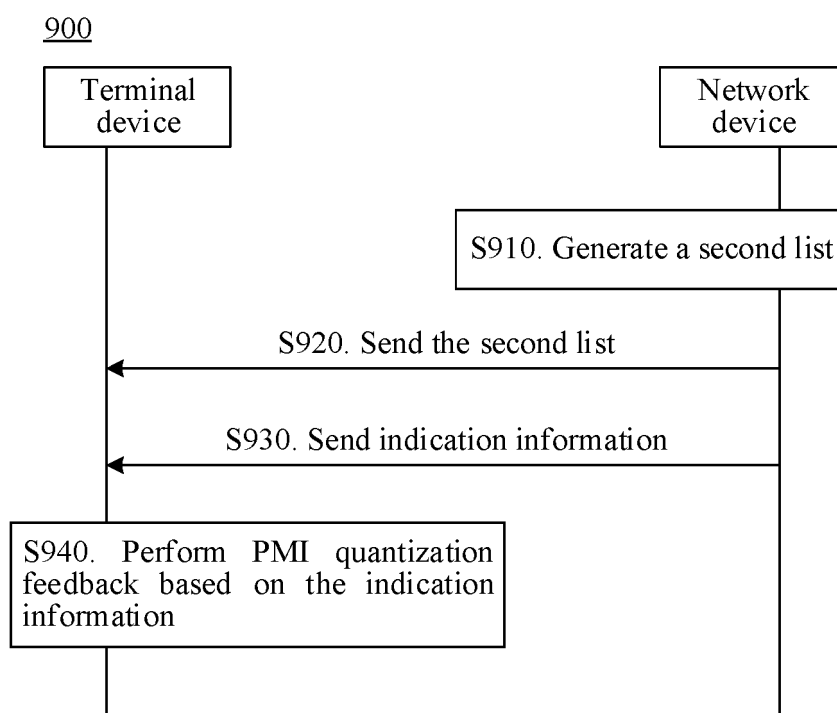 900
Terminal
device
Network
device
S910. Generate a second list
S920. Send the second list
S930. Send indication information
S940. Perform PMI quantization
feedback based on the indication
information